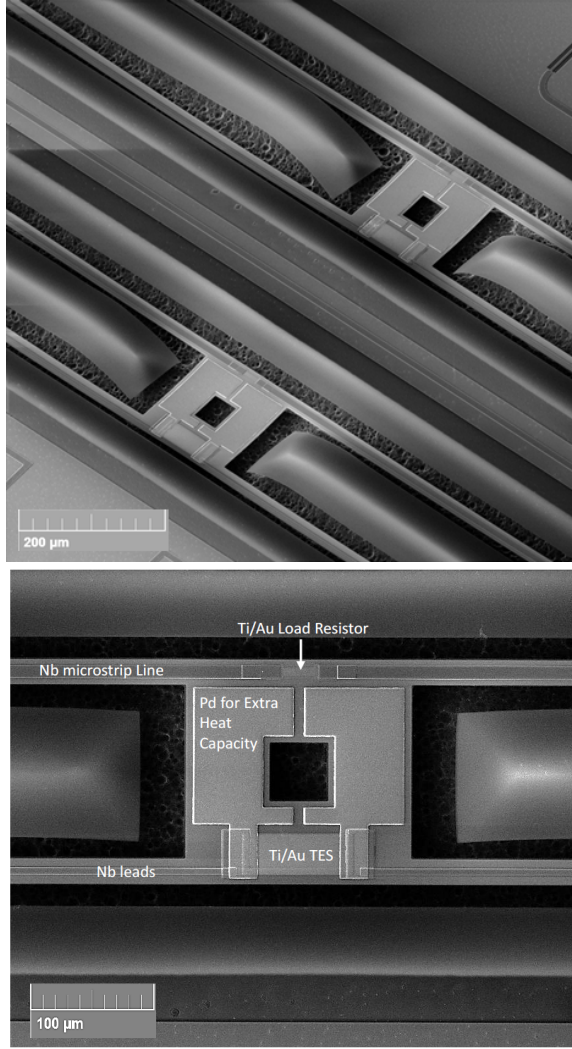 200 µm
Ti/Au Load Resistor
Nb microstrip Line
Pd for Extra
Heat
Capacity
Ti/Au TES
Nb leads
100 µm